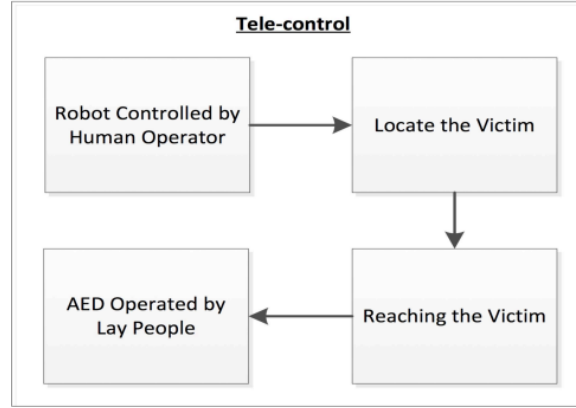 Tele-control
Robot Controlled by
Human Operator
Locate the Victim
Reaching the Victim
AED Operated by
Lay People